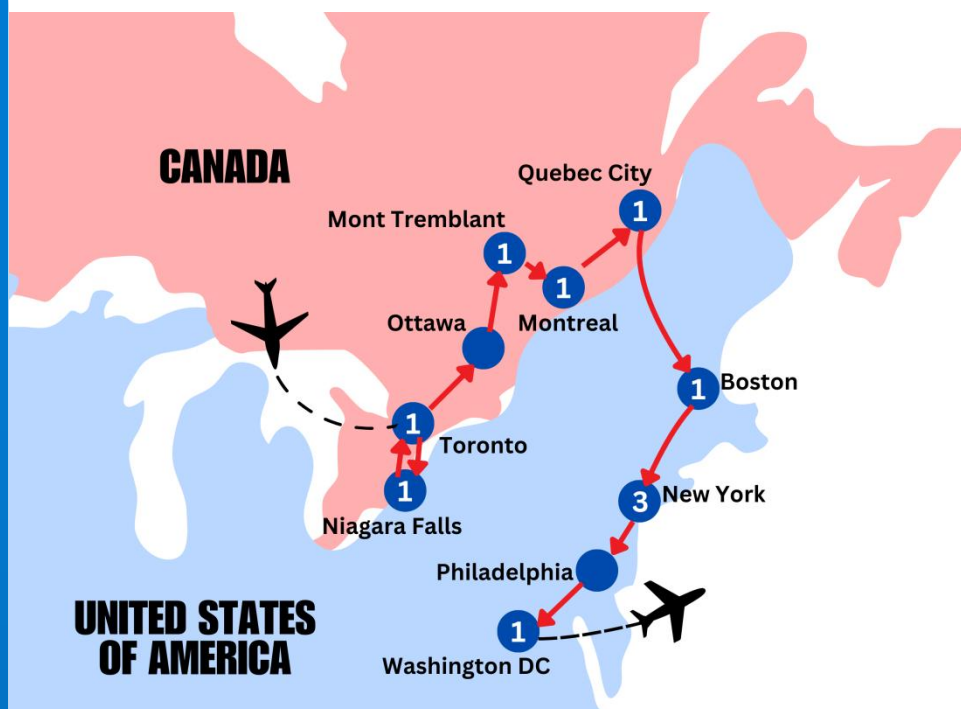 CANADA
Quebec City
1
Mont Tremblant
1
1
Ottawa
Montreal
Boston
1
1
Toronto
1
Niagara Falls
New York
3
Philadelphia
UNITED STATES
OF AMERICA
1
Washington DC